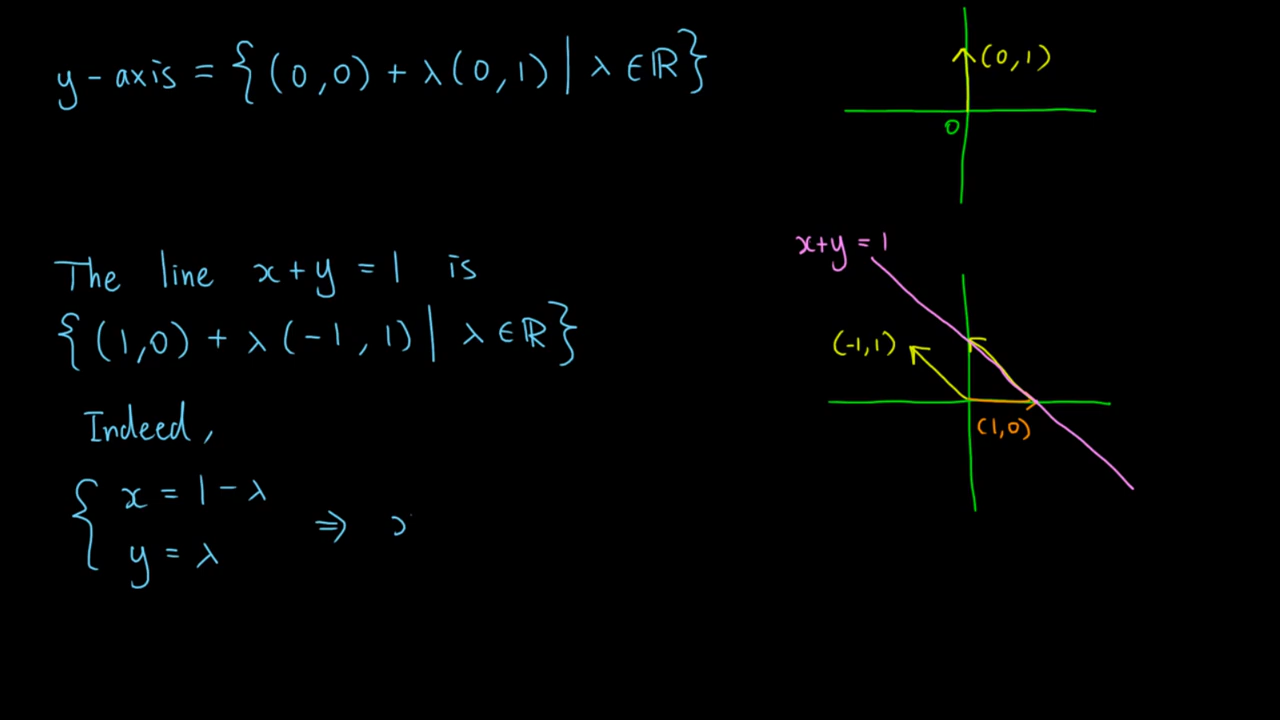 y-axis = {(0,0) + λ(0,1) | λ ∈ ℝ}
(0,1)
0
The line x+y = 1 is
{(1,0) + λ(-1,1) | λ ∈ ℝ}
Indeed,
{ x = 1 - λ
y = λ
⇒
x+y = 1
(-1,1)
(1,0)